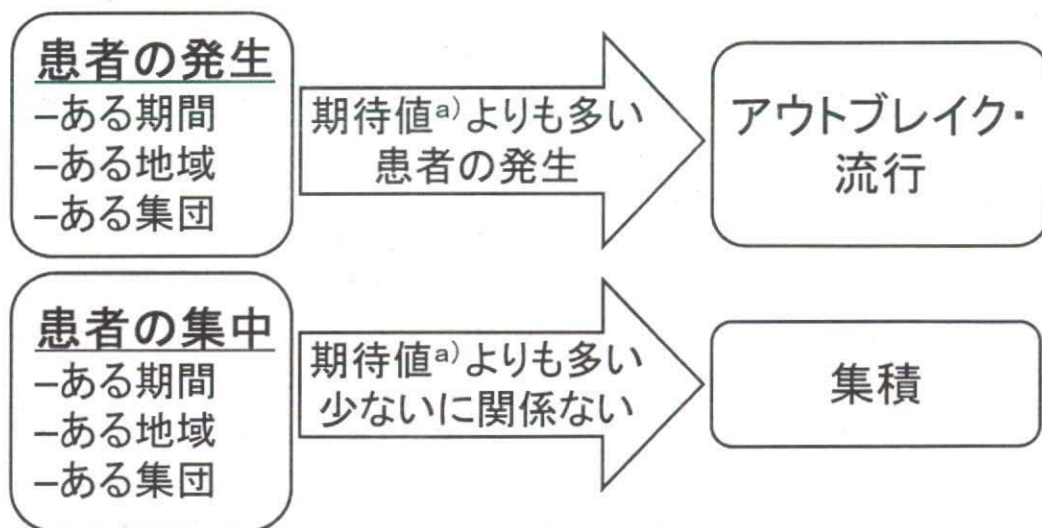 患者の発生
–ある期間
–ある地域
–ある集団
期待値a)よりも多い
患者の発生
アウトブレイク・
流行
患者の集中
–ある期間
–ある地域
–ある集団
期待値a)よりも多い
少ないに関係ない
集積